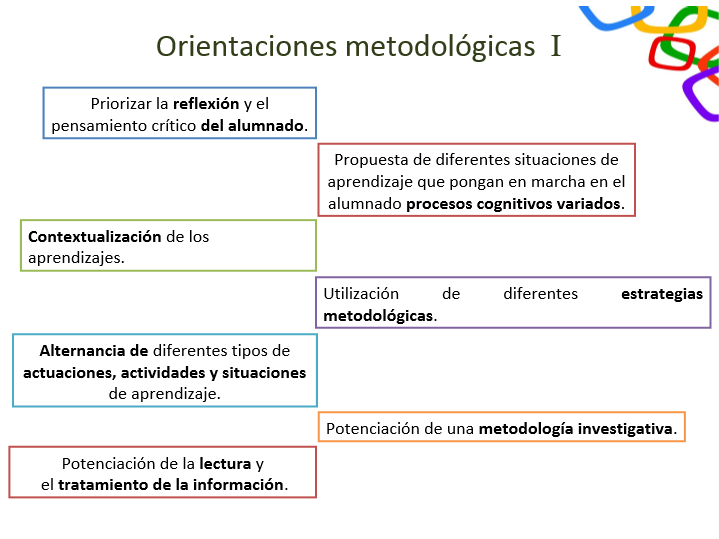 Orientaciones metodológicas I
Priorizar la reflexión y el
pensamiento crítico del alumnado.
Propuesta de diferentes situaciones de
aprendizaje que pongan en marcha en el
alumnado procesos cognitivos variados.
Contextualización de los
aprendizajes.
Utilización de diferentes estrategias
metodológicas.
Alternancia de diferentes tipos de
actuaciones, actividades y situaciones
de aprendizaje.
Potenciación de una metodología investigativa.
Potenciación de la lectura y
el tratamiento de la información.